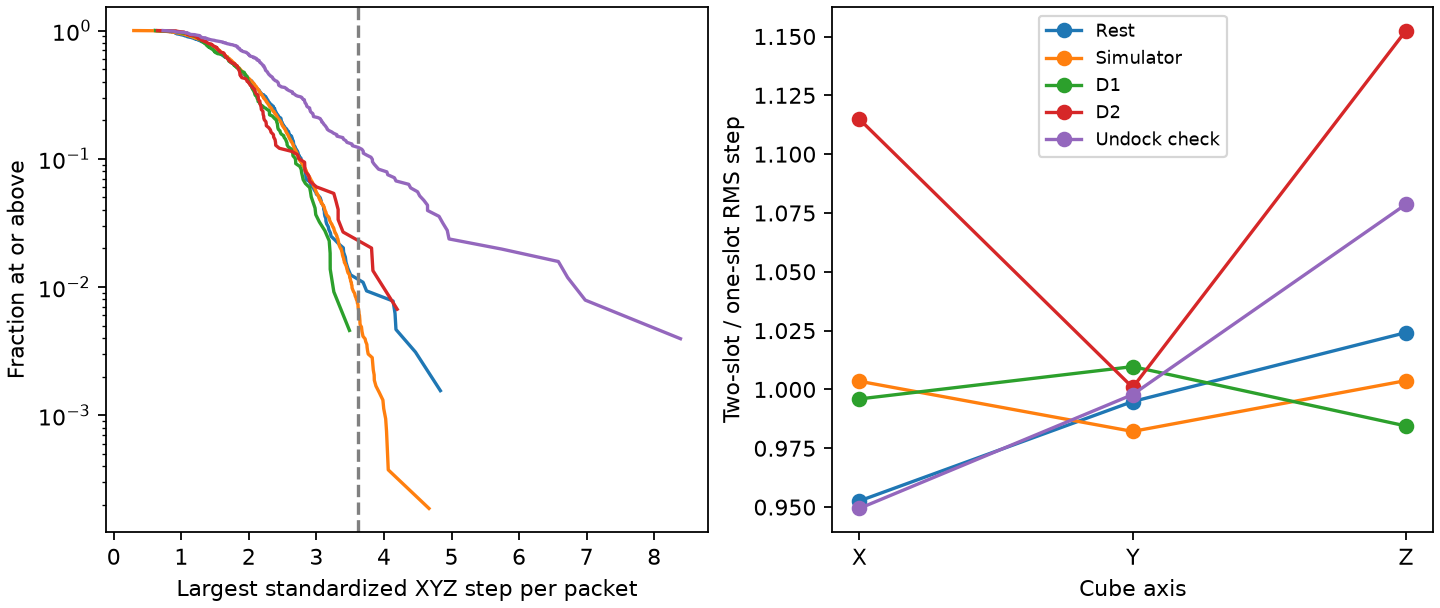 Fraction at or above
10⁰
10⁻¹
10⁻²
10⁻³
0 1 2 3 4 5 6 7 8
Largest standardized XYZ step per packet
Two-slot / one-slot RMS step
1.150
1.125
1.100
1.075
1.050
1.025
1.000
0.975
0.950
Rest
Simulator
D1
D2
Undock check
X Y Z
Cube axis